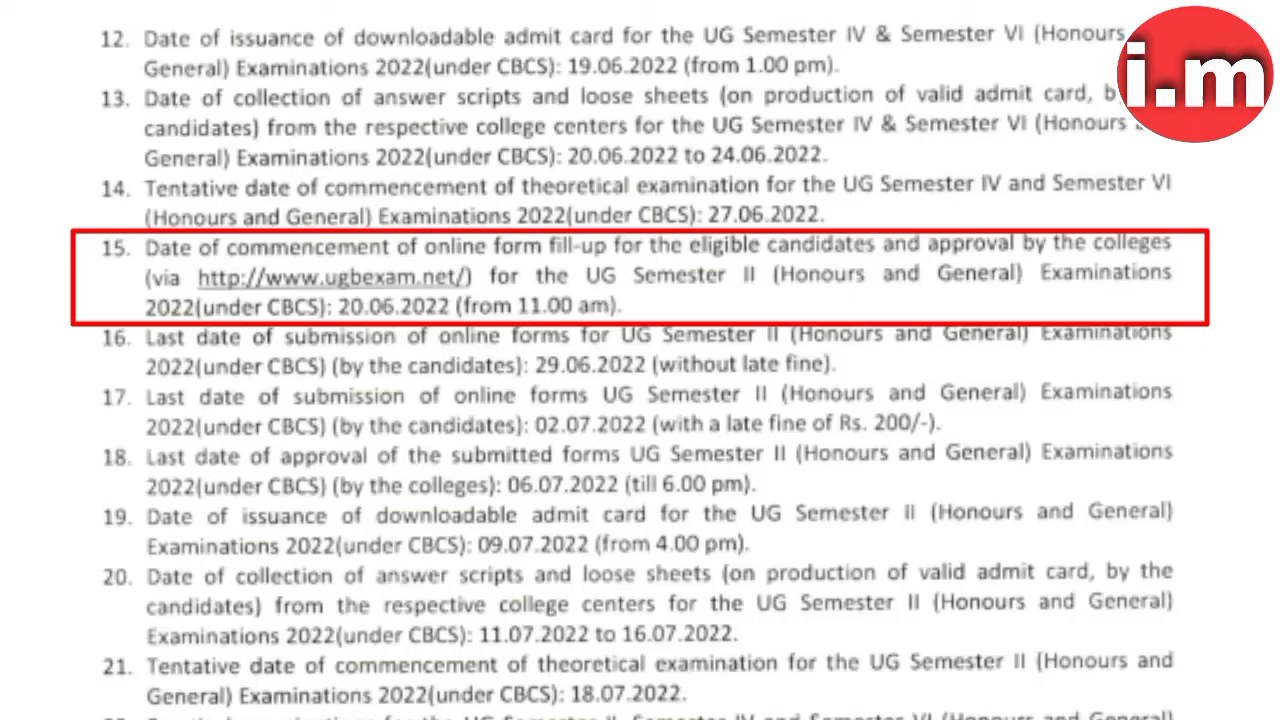 12. Date of issuance of downloadable admit card for the UG Semester IV & Semester VI (Honours
General) Examinations 2022(under CBCS): 19.06.2022 (from 1.00 pm).
i.m
13. Date of collection of answer scripts and loose sheets (on production of valid admit card,
candidates) from the respective college centers for the UG Semester IV & Semester VI (Honours
General) Examinations 2022(under CBCS): 20.06.2022 to 24.06.2022.
14. Tentative date of commencement of theoretical examination for the UG Semester IV and Semester VI
(Honours and General) Examinations 2022(under CBCS): 27.06.2022.
15. Date of commencement of online form fill-up for the eligible candidates and approval by the colleges
(via http://www.ugbexam.net/) for the UG Semester II (Honours and General) Examinations
2022(under CBCS): 20.06.2022 (from 11.00 am).
16. Last date of submission of online forms for UG Semester II (Honours and General) Examinations
2022(under CBCS) (by the candidates): 29.06.2022 (without late fine).
17. Last date of submission of online forms UG Semester II (Honours and General) Examinations
2022(under CBCS) (by the candidates): 02.07.2022 (with a late fine of Rs. 200/-).
18. Last date of approval of the submitted forms UG Semester II (Honours and General) Examinations
2022(under CBCS) (by the colleges): 06.07.2022 (till 6.00 pm).
19. Date of issuance of downloadable admit card for the UG Semester II (Honours and General)
Examinations 2022(under CBCS): 09.07.2022 (from 4.00 pm).
20. Date of collection of answer scripts and loose sheets (on production of valid admit card, by the
candidates) from the respective college centers for the UG Semester II (Honours and General)
Examinations 2022(under CBCS): 11.07.2022 to 16.07.2022.
21. Tentative date of commencement of theoretical examination for the UG Semester II (Honours and
General) Examinations 2022(under CBCS): 18.07.2022.